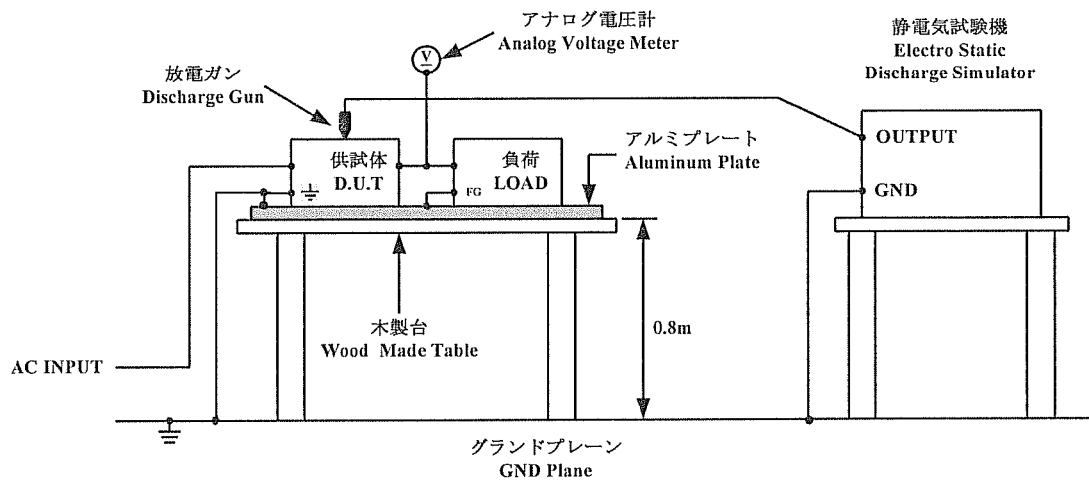 アナログ電圧計
Analog Voltage Meter
静電気試験機
Electro Static
Discharge Simulator
放電ガン
Discharge Gun
V
アルミプレート
Aluminum Plate
OUTPUT
供試体
D.U.T
負荷
LOAD
FG
GND
木製台
Wood Made Table
0.8m
AC INPUT
グランドプレーン
GND Plane